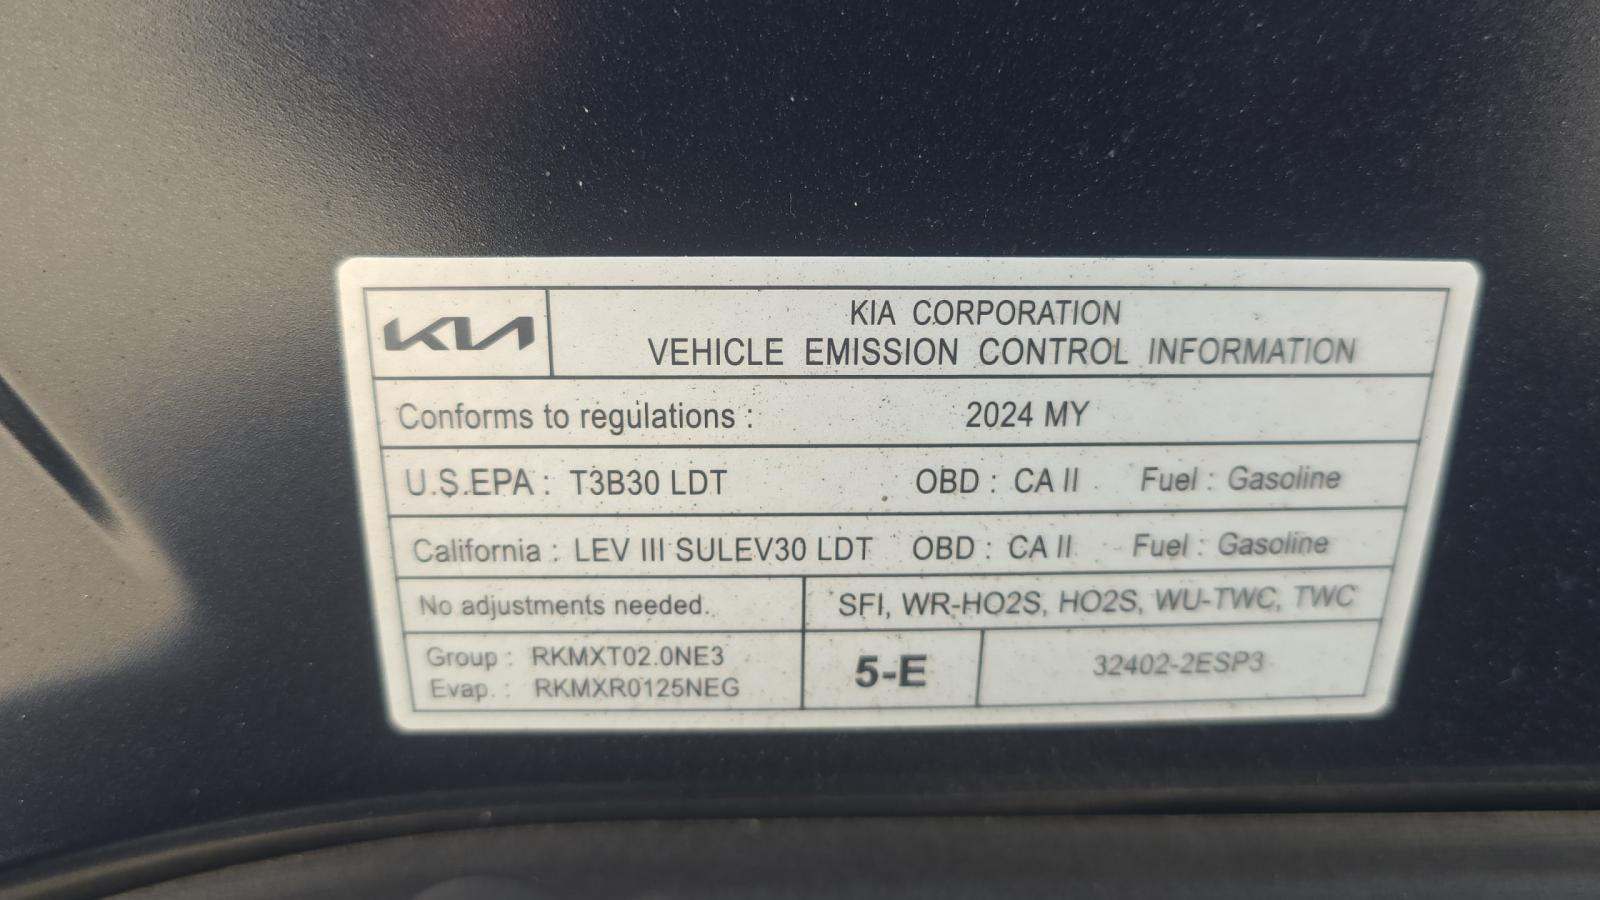 KIA
KIA CORPORATION
VEHICLE EMISSION CONTROL INFORMATION
Conforms to regulations : 2024 MY
U.S.EPA : T3B30 LDT OBD : CA II Fuel : Gasoline
California : LEV III SULEV30 LDT OBD : CA II Fuel : Gasoline
No adjustments needed. SFI, WR-HO2S, HO2S, WU-TWC, TWC
Group : RKMXT02.0NE3
Evap. : RKMXR0125NEG
5-E
32402-2ESP3